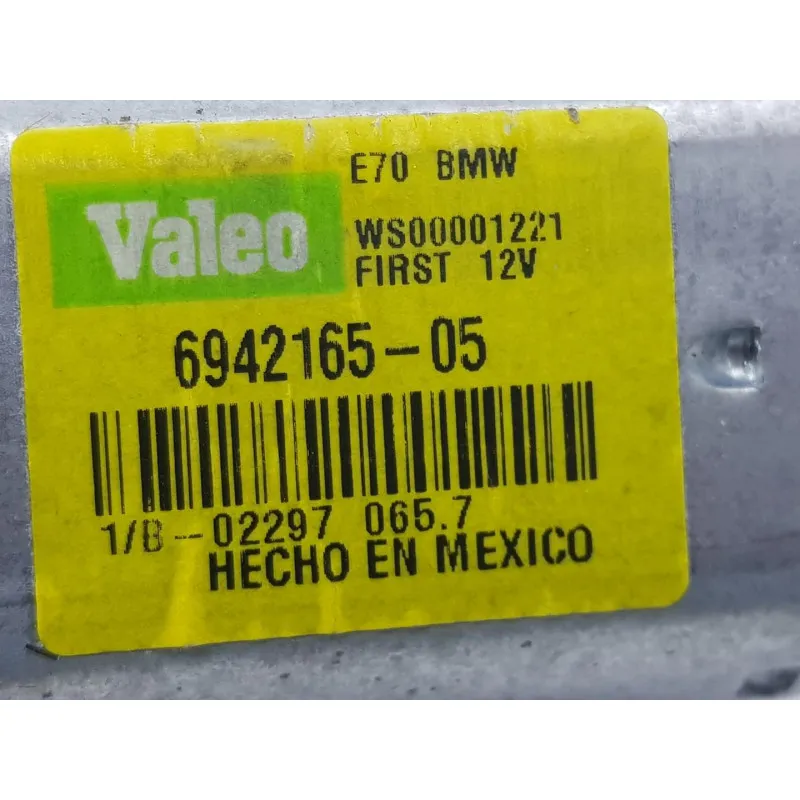 E70 BMW
Valeo
WS00001221
FIRST 12V
6942165-05
1/B-02297 065.7
HECHO EN MEXICO